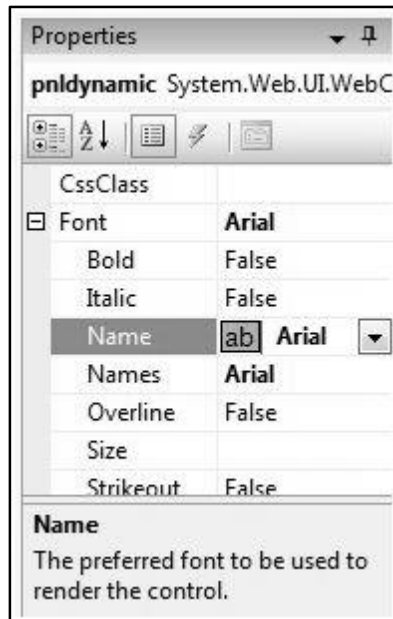 Properties
pnldynamic System.Web.UI.WebC
A Z
CssClass
Font Arial
Bold False
Italic False
Name ab Arial
Names Arial
Overline False
Size
Strikeout False
Name
The preferred font to be used to
render the control.